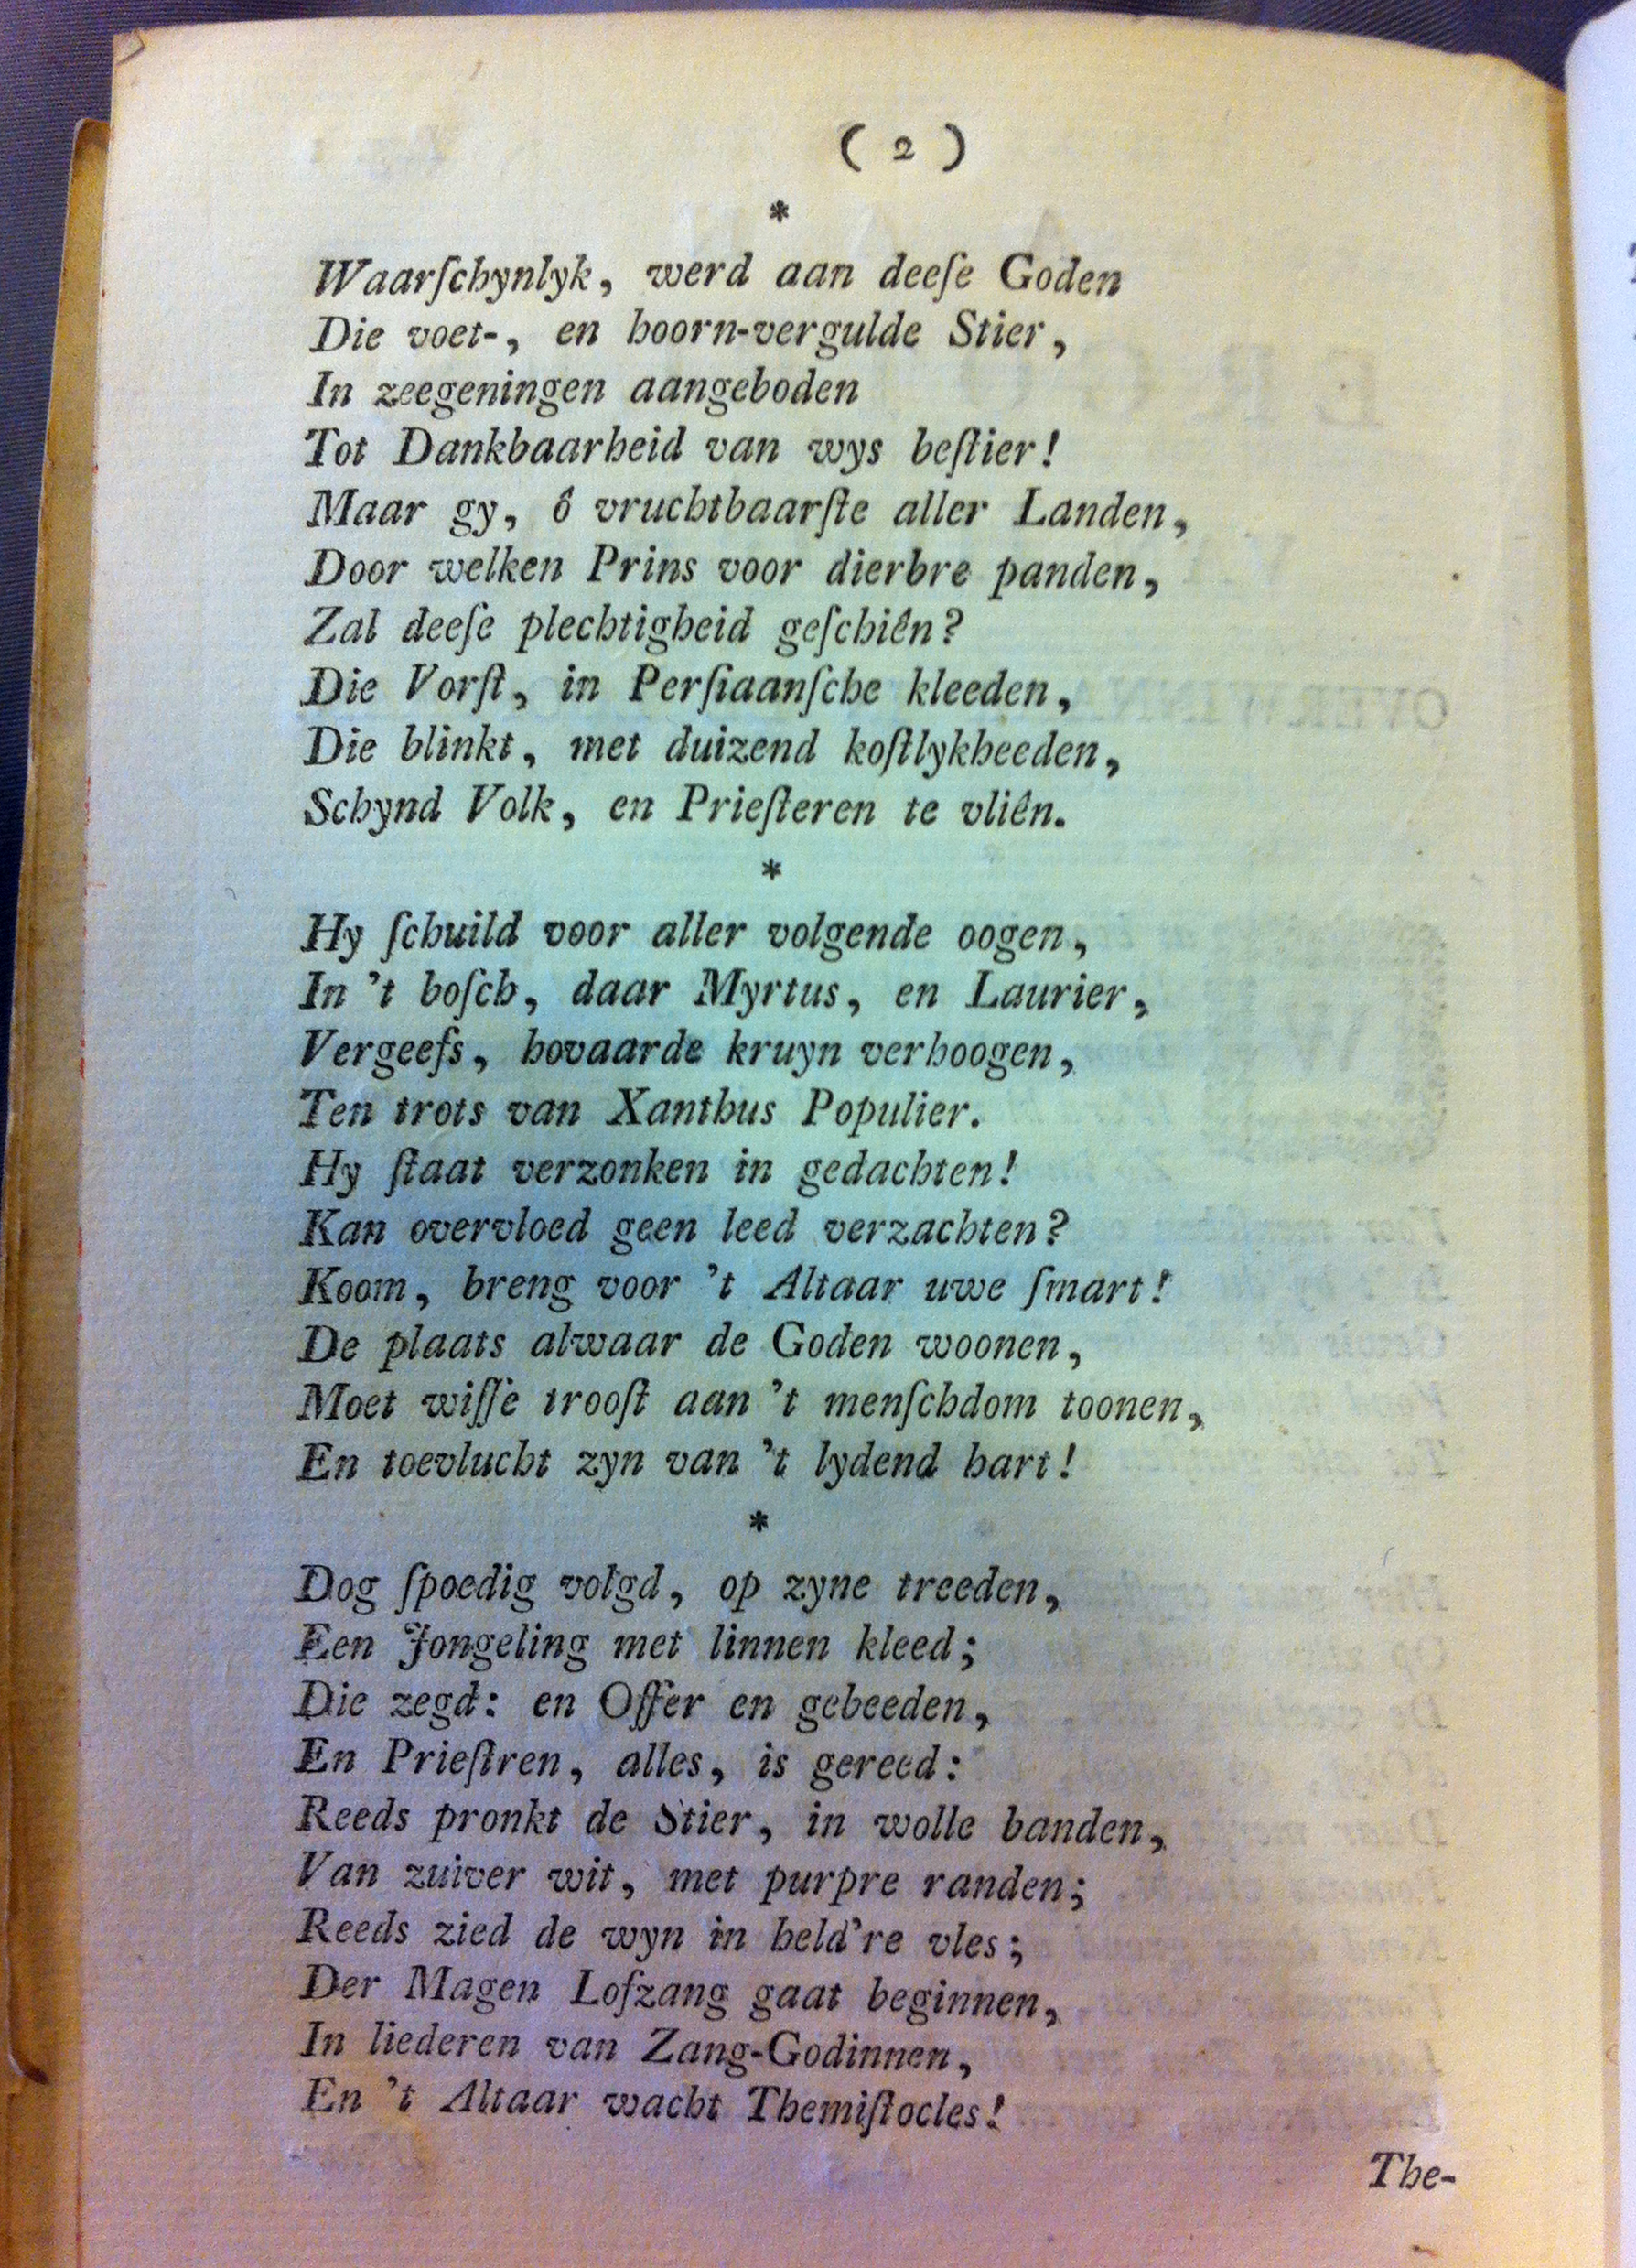 ( 2 )
*
Waarſchynlyk, werd aan deeſe Goden
Die voet-, en hoorn-vergulde Stier,
In zeegeningen aangeboden
Tot Dankbaarheid van wys beſtier!
Maar gy, ô vruchtbaarſte aller Landen,
Door welken Prins voor dierbre panden,
Zal deeſe plechtigheid geſchiên?
Die Vorſt, in Perſiaanſche kleeden,
Die blinkt, met duizend koſtlykheeden,
Schynd Volk, en Prieſteren te vliên.
*
Hy ſchuild voor aller volgende oogen,
In 't boſch, daar Myrtus, en Laurier,
Vergeefs, hovaarde kruyn verhoogen,
Ten trots van Xanthus Populier.
Hy ſtaat verzonken in gedachten!
Kan overvloed geen leed verzachten?
Koom, breng voor 't Altaar uwe ſmart!
De plaats alwaar de Goden woonen,
Moet wiſſe trooſt aan 't menſchdom toonen,
En toevlucht zyn van 't lydend hart!
*
Dog ſpoedig volgd, op zyne treeden,
Een Jongeling met linnen kleed;
Die zegd: en Offer en gebeeden,
En Prieſtren, alles, is gereed:
Reeds pronkt de Stier, in wolle banden,
Van zuiver wit, met purpre randen;
Reeds zied de wyn in held're vles;
Der Magen Lofzang gaat beginnen,
In liederen van Zang-Godinnen,
En 't Altaar wacht Themiſtocles!
The-